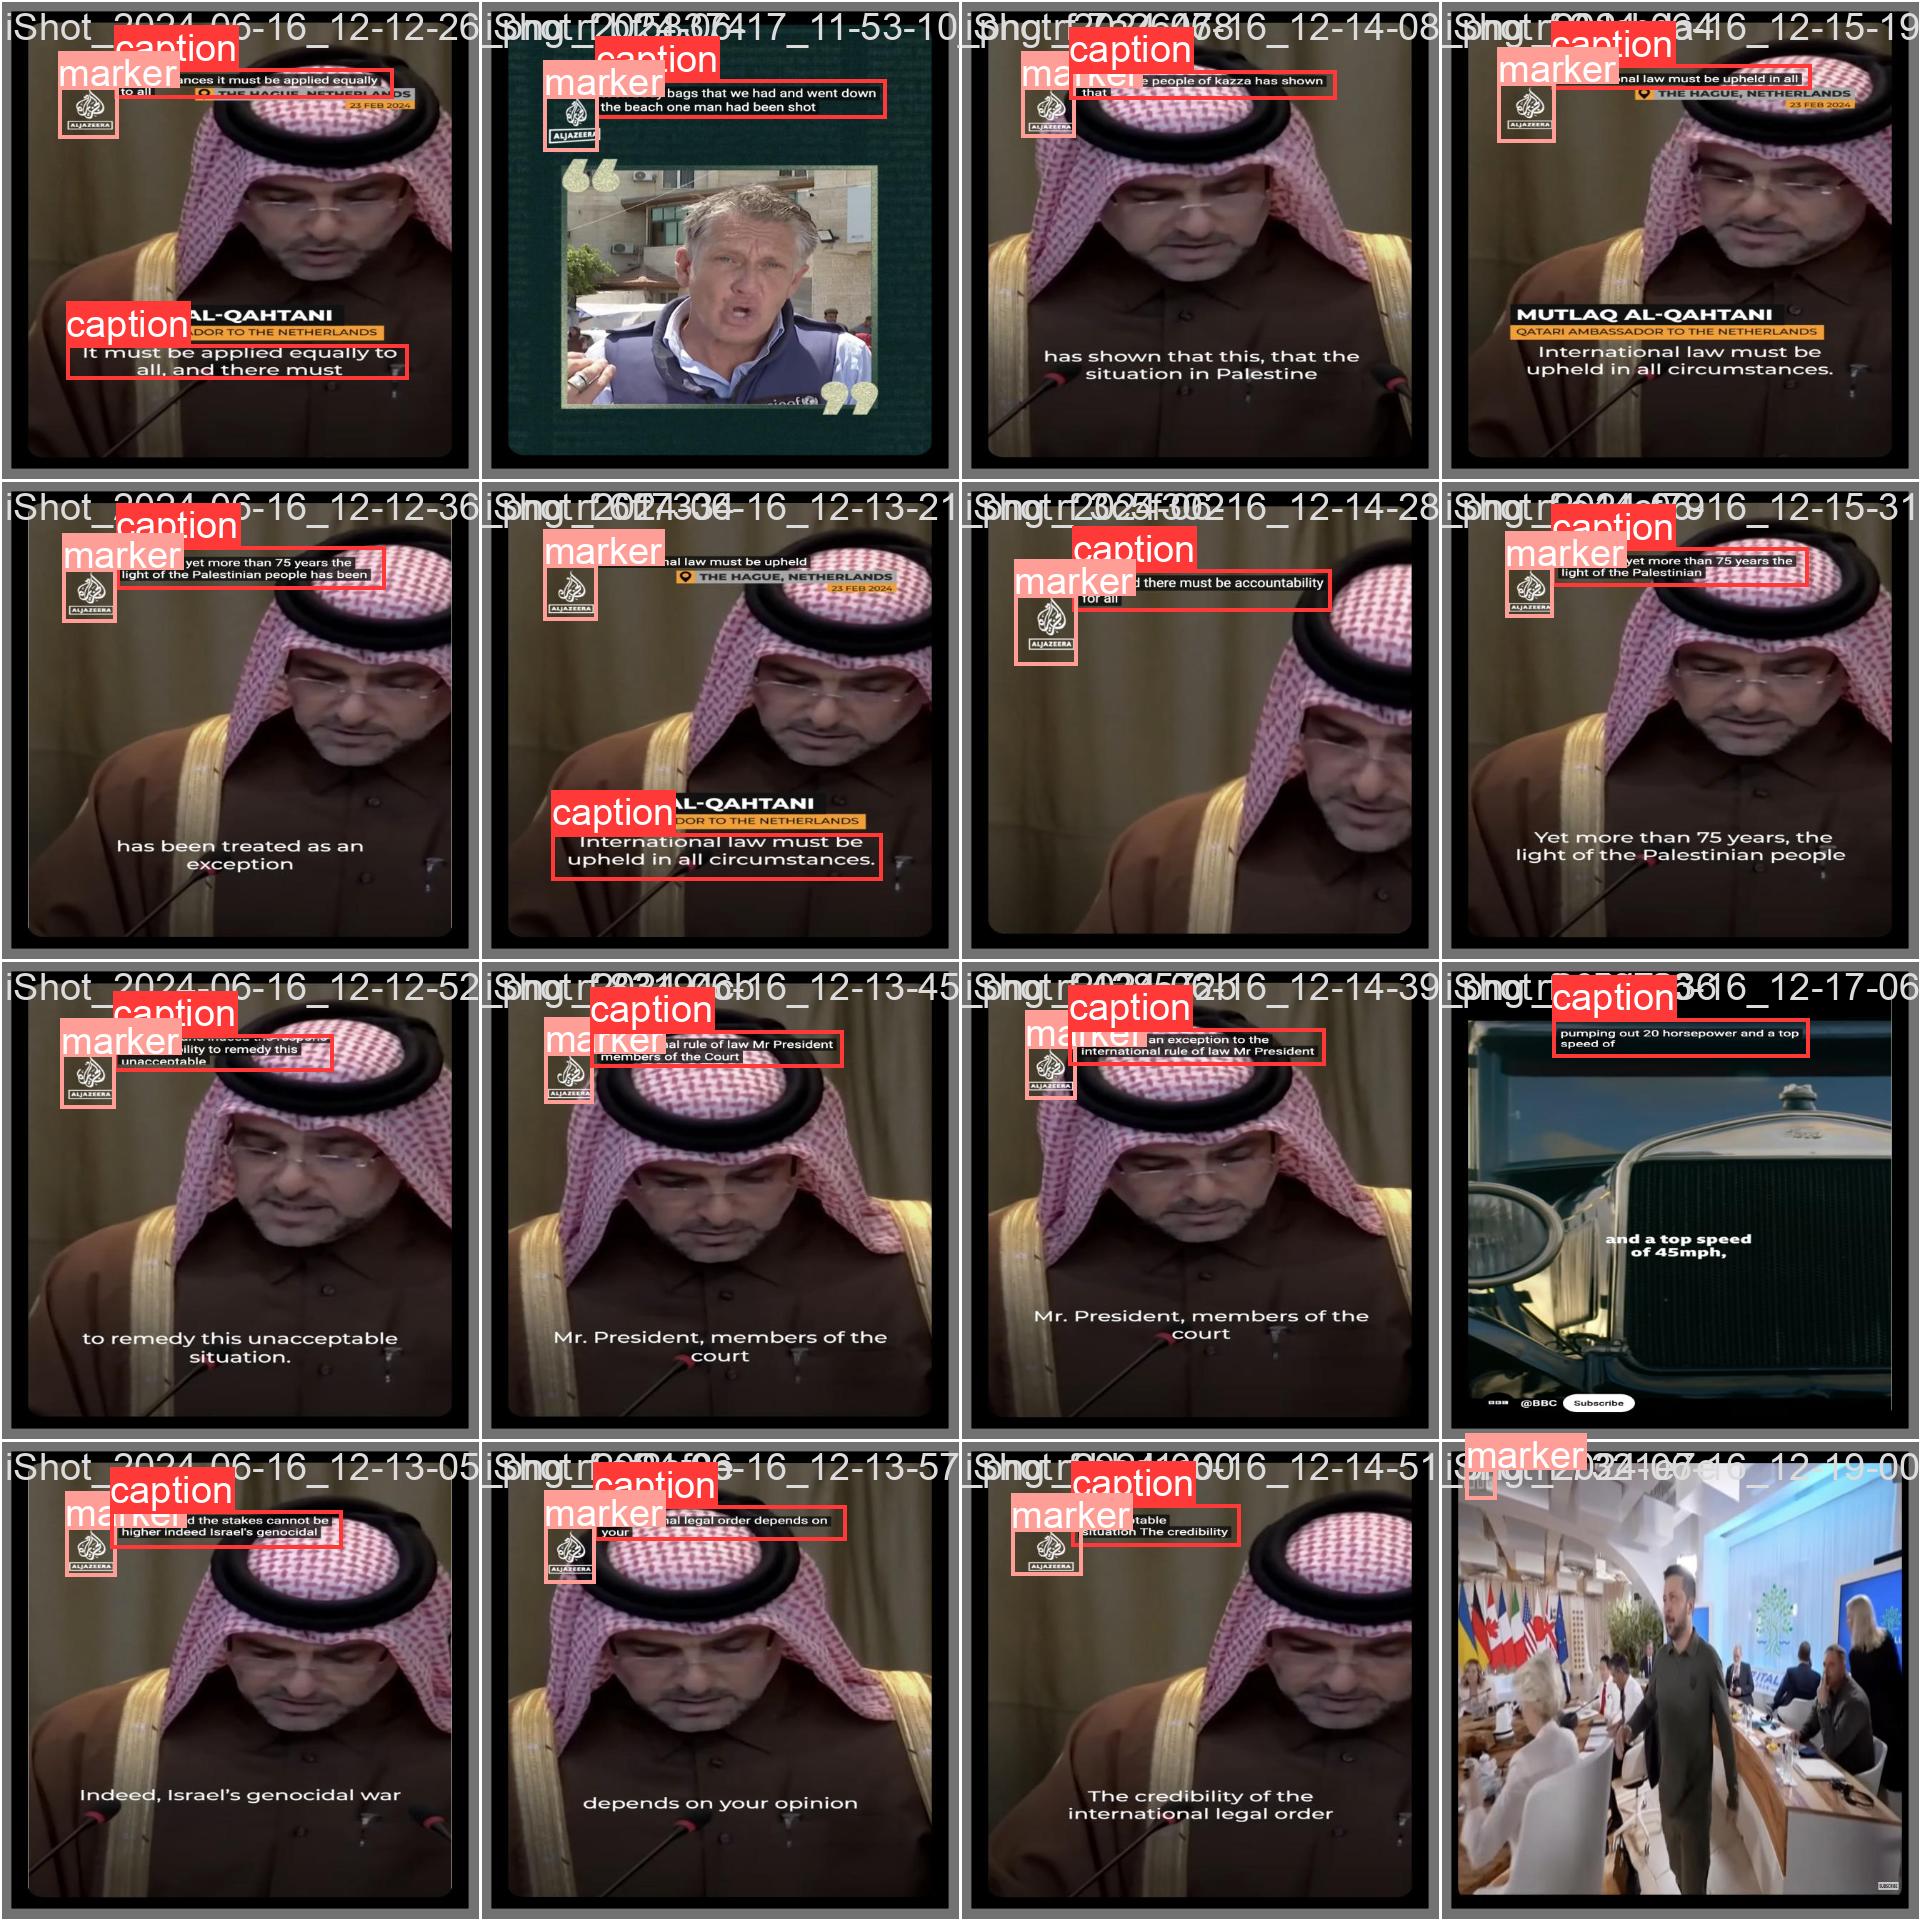 iShot_2024-06-16_12-12-26
caption
marker
ances it must be applied equally
to all
THE HAGUE, NETHERLANDS
23 FEB 2024
ALJAZEERA
AL-QAHTANI
caption
ADOR TO THE NETHERLANDS
It must be applied equally to
all, and there must
17_11-53-10
caption
marker
bags that we had and went down
the beach one man had been shot
ALJAZEERA
unicef
16_12-14-08
caption
marker
e people of kazza has shown
that
ALJAZEERA
has shown that this, that the
situation in Palestine
16_12-15-19
caption
marker
nal law must be upheld in all
THE HAGUE, NETHERLANDS
23 FEB 2024
ALJAZEERA
MUTLAQ AL-QAHTANI
QATARI AMBASSADOR TO THE NETHERLANDS
International law must be
upheld in all circumstances.
iShot_2024-06-16_12-12-36
caption
marker
yet more than 75 years the
light of the Palestinian people has been
ALJAZEERA
has been treated as an
exception
16_12-13-21
marker
nal law must be upheld
THE HAGUE, NETHERLANDS
23 FEB 2024
ALJAZEERA
AL-QAHTANI
caption
DOR TO THE NETHERLANDS
International law must be
upheld in all circumstances.
16_12-14-28
caption
marker
d there must be accountability
for all
ALJAZEERA
16_12-15-31
caption
marker
yet more than 75 years the
light of the Palestinian
ALJAZEERA
Yet more than 75 years, the
light of the Palestinian people
iShot_2024-06-16_12-12-52
caption
marker
ility to remedy this
unacceptable
ALJAZEERA
to remedy this unacceptable
situation.
16_12-13-45
caption
marker
nal rule of law Mr President
members of the Court
ALJAZEERA
Mr. President, members of the
court
16_12-14-39
caption
marker
an exception to the
international rule of law Mr President
ALJAZEERA
Mr. President, members of the
court
16_12-17-06
caption
pumping out 20 horsepower and a top
speed of
and a top speed
of 45mph,
BBC @BBC Subscribe
iShot_2024-06-16_12-13-05
caption
marker
d the stakes cannot be
higher indeed Israel's genocidal
ALJAZEERA
Indeed, Israel's genocidal war
16_12-13-57
caption
marker
nal legal order depends on
your
ALJAZEERA
depends on your opinion
16_12-14-51
caption
marker
ptable
situation The credibility
ALJAZEERA
The credibility of the
international legal order
16_12-19-00
marker
SUBSCRIBE